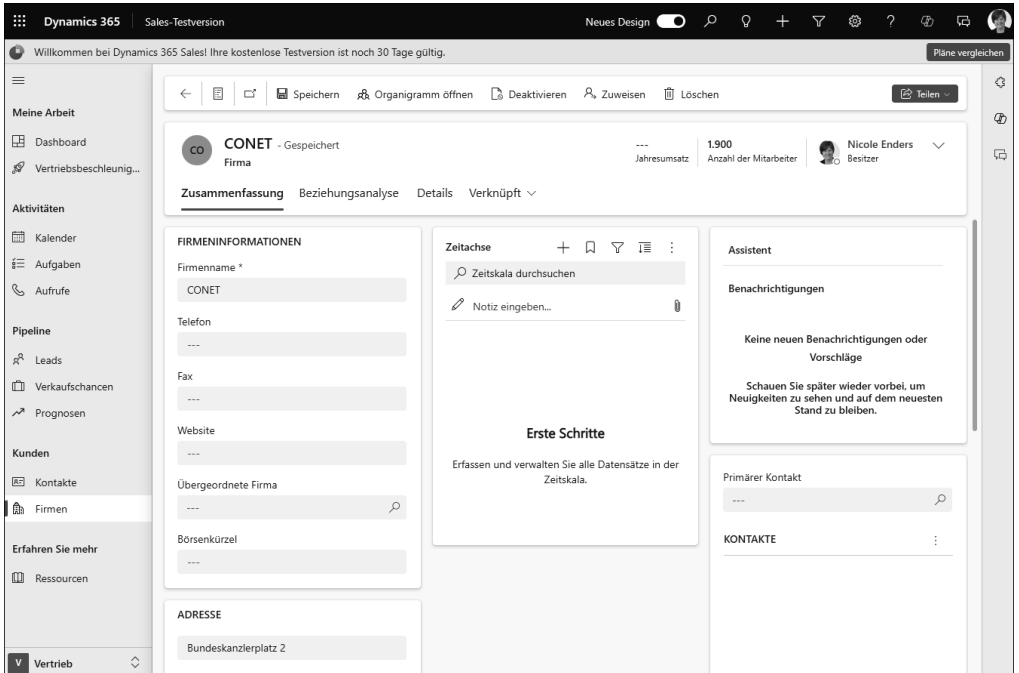 Dynamics 365 Sales-Testversion Neues Design
Willkommen bei Dynamics 365 Sales! Ihre kostenlose Testversion ist noch 30 Tage gültig. Pläne vergleichen
Speichern Organigramm öffnen Deaktivieren Zuweisen Löschen Teilen
Meine Arbeit
Dashboard
Vertriebsbeschleunig...
Aktivitäten
Kalender
Aufgaben
Aufrufe
Pipeline
Leads
Verkaufschancen
Prognosen
Kunden
Kontakte
Firmen
Erfahren Sie mehr
Ressourcen
V Vertrieb
CO
CONET - Gespeichert
Firma
---
Jahresumsatz
1.900
Anzahl der Mitarbeiter
Nicole Enders
Besitzer
Zusammenfassung Beziehungsanalyse Details Verknüpft
FIRMENINFORMATIONEN
Firmenname *
CONET
Telefon
---
Fax
---
Website
---
Übergeordnete Firma
---
Börsenkürzel
---
ADRESSE
Bundeskanzlerplatz 2
Zeitachse
Zeitskala durchsuchen
Notiz eingeben...
Erste Schritte
Erfassen und verwalten Sie alle Datensätze in der
Zeitskala.
Assistent
Benachrichtigungen
Keine neuen Benachrichtigungen oder
Vorschläge
Schauen Sie später wieder vorbei, um
Neuigkeiten zu sehen und auf dem neuesten
Stand zu bleiben.
Primärer Kontakt
---
KONTAKTE